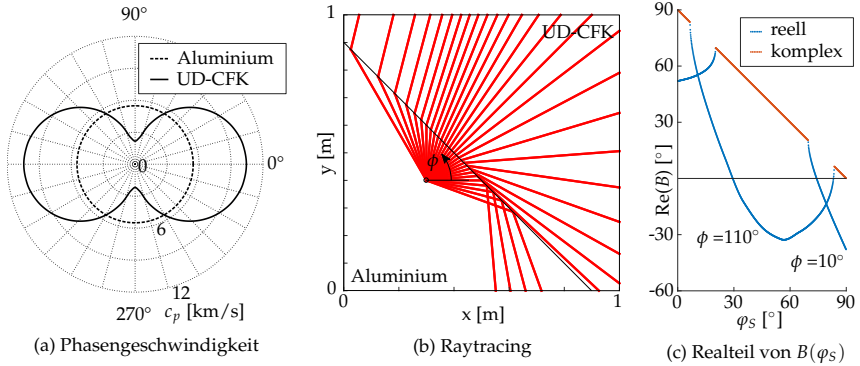 90°
Aluminium
UD-CFK
0
0°
6
12
270°
c_p [km/s]
(a) Phasengeschwindigkeit
1
UD-CFK
y [m]
ϕ
Aluminium
0
0
x [m]
1
(b) Raytracing
90
reell
komplex
60
30
Re(B) [°]
0
-30
ϕ =110°
ϕ =10°
-60
0
30
60
90
φ_S [°]
(c) Realteil von B(φ_S)